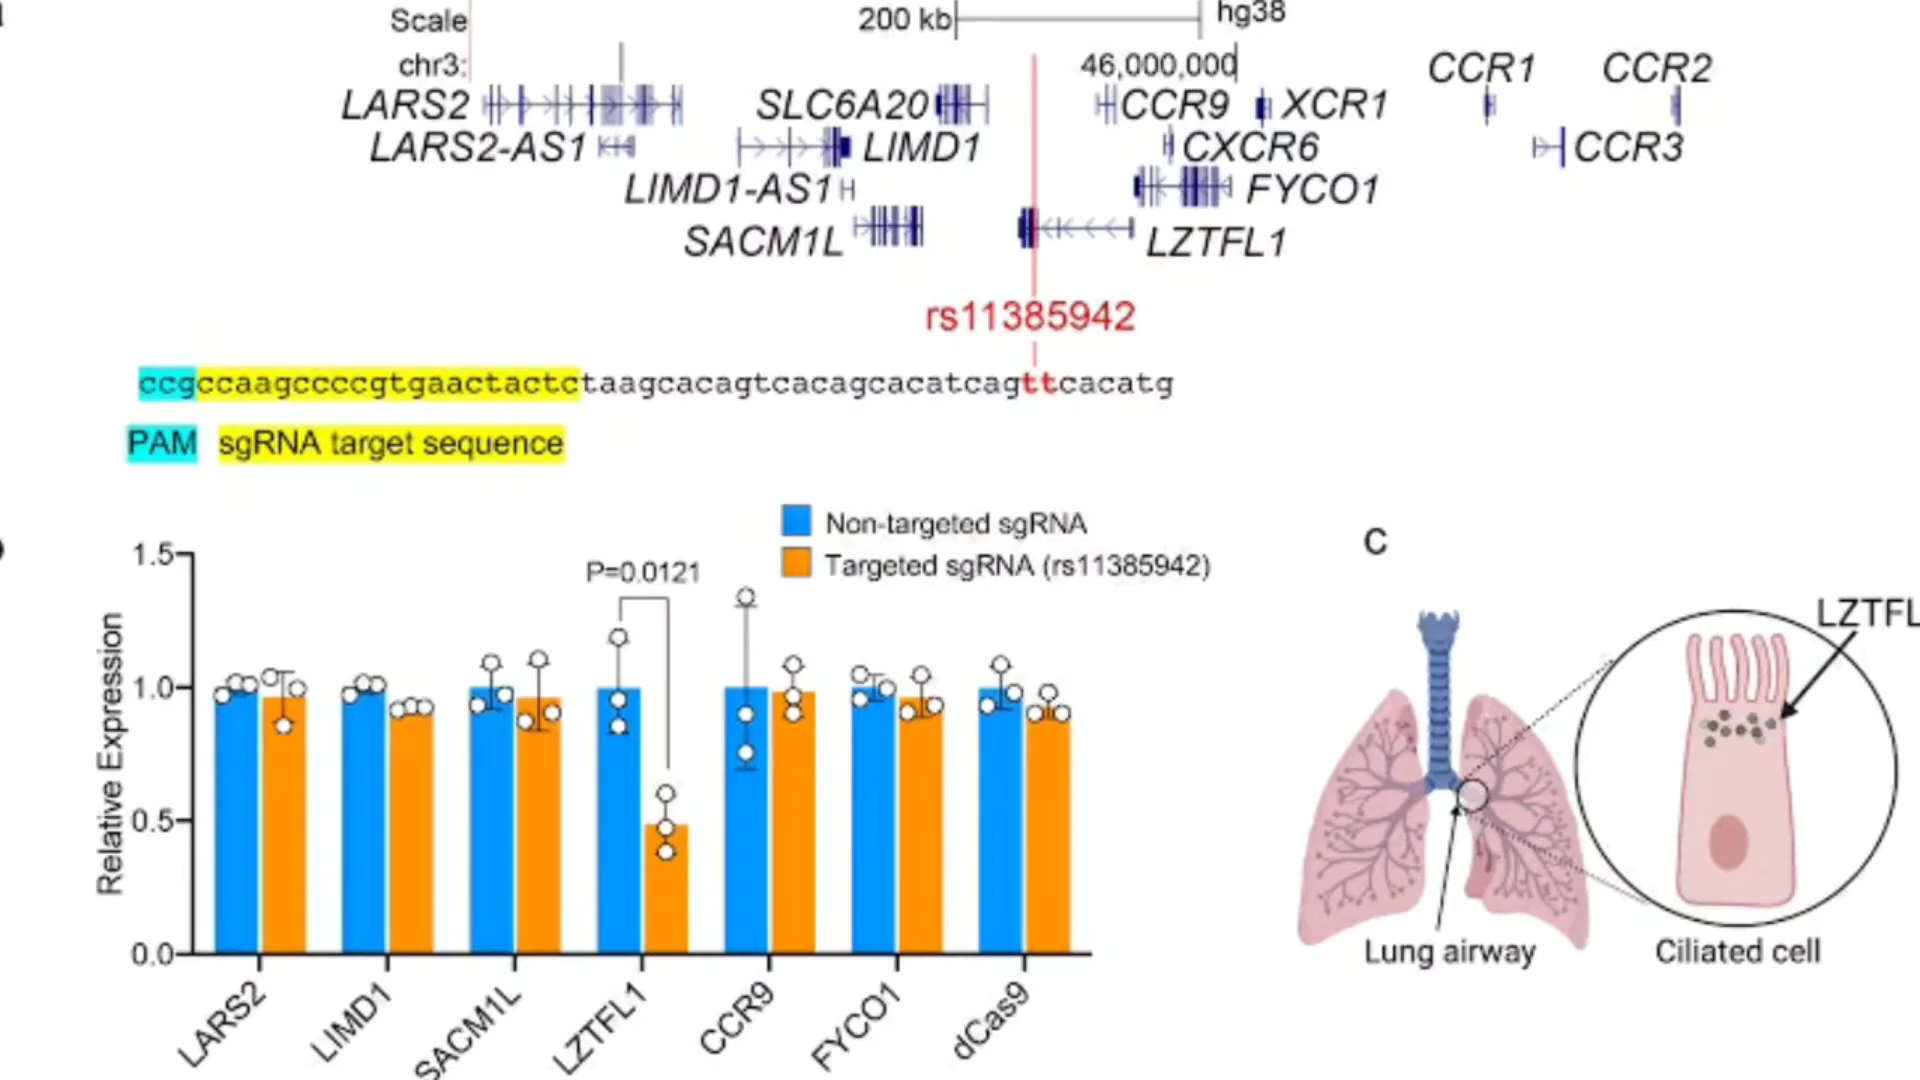 Scale
200 kb
hg38
chr3:
46,000,000
CCR1
CCR2
LARS2
SLC6A20
CCR9
XCR1
LARS2-AS1
LIMD1
CXCR6
CCR3
LIMD1-AS1
FYCO1
SACM1L
LZTFL1
rs11385942
ccgccaagccccgtgaactactctaagcacagtcacagcacatcagttcacatg
PAM sgRNA target sequence
Non-targeted sgRNA
Targeted sgRNA (rs11385942)
P=0.0121
1.5
1.0
0.5
0.0
Relative Expression
LARS2
LIMD1
SACM1L
LZTFL1
CCR9
FYCO1
dCas9
C
LZTFL
Lung airway
Ciliated cell